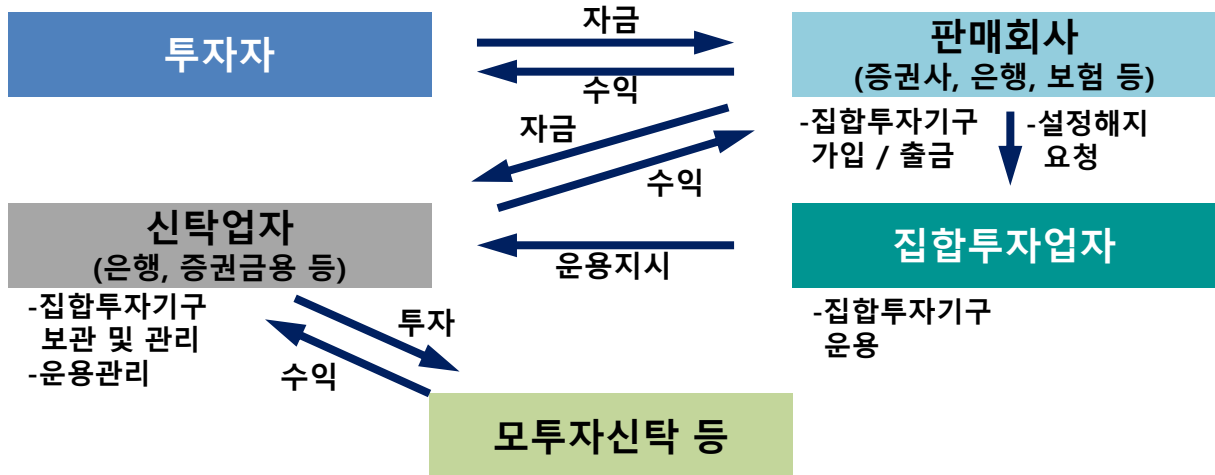 투자자
자금
수익
판매회사
(증권사, 은행, 보험 등)
-집합투자기구
가입 / 출금
-설정해지
요청
자금
수익
신탁업자
(은행, 증권금융 등)
-집합투자기구
보관 및 관리
-운용관리
운용지시
집합투자업자
-집합투자기구
운용
투자
수익
모투자신탁 등